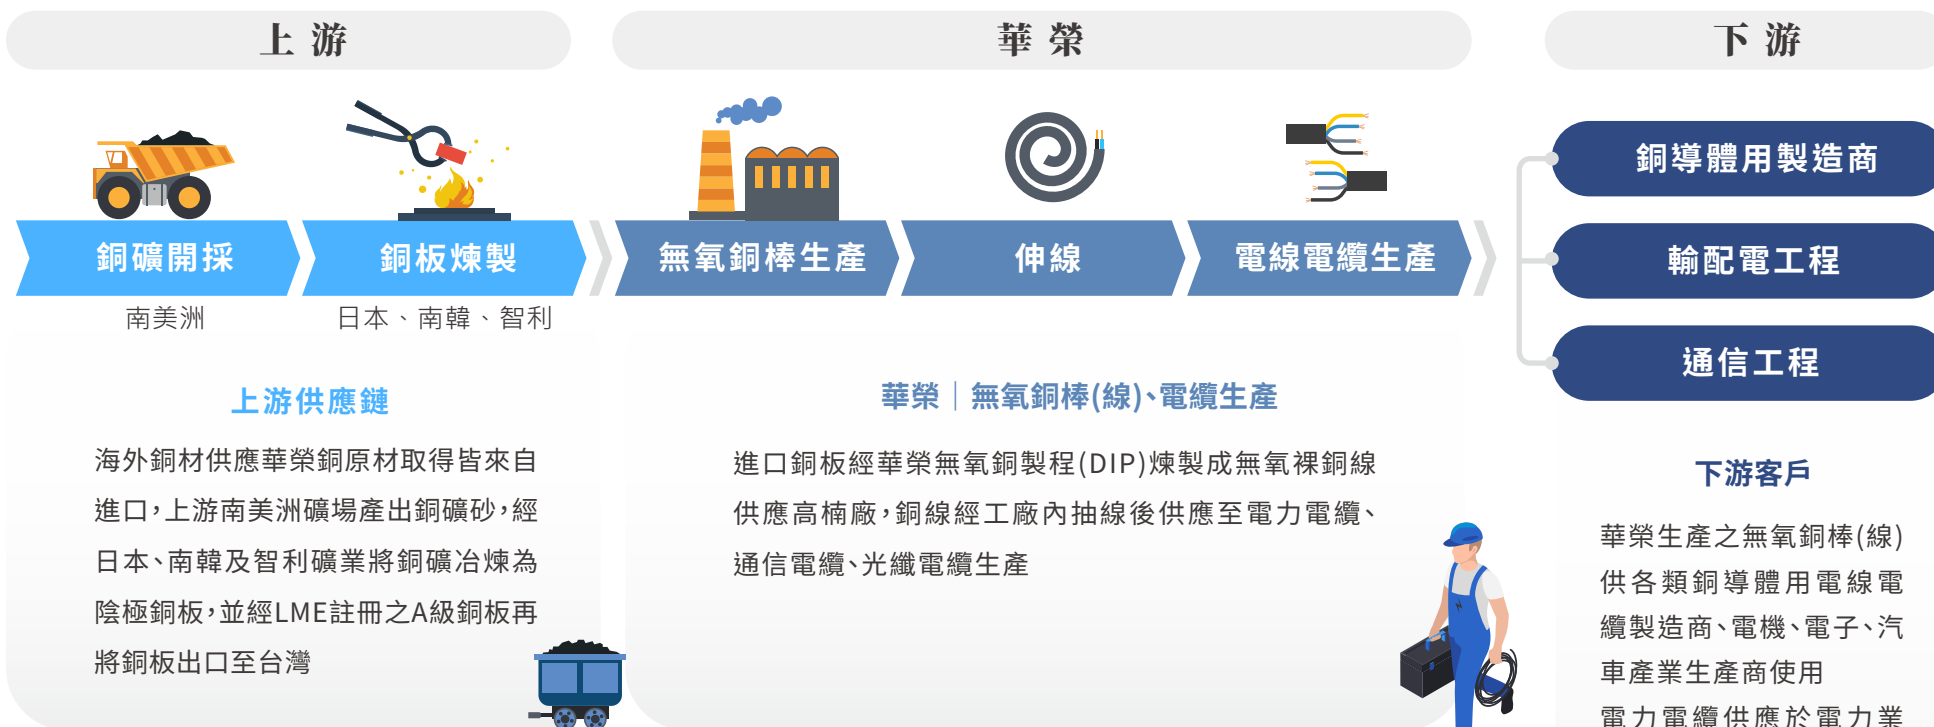 上游
華榮
下游
銅礦開採
銅板煉製
無氧銅棒生產
伸線
電線電纜生產
南美洲
日本、南韓、智利
銅導體用製造商
輸配電工程
通信工程
上游供應鏈
海外銅材供應華榮銅原材取得皆來自
進口,上游南美洲礦場產出銅礦砂,經
日本、南韓及智利礦業將銅礦冶煉為
陰極銅板,並經LME註冊之A級銅板再
將銅板出口至台灣
華榮|無氧銅棒(線)、電纜生產
進口銅板經華榮無氧銅製程(DIP)煉製成無氧裸銅線
供應高楠廠,銅線經工廠內抽線後供應至電力電纜、
通信電纜、光纖電纜生產
下游客戶
華榮生產之無氧銅棒(線)
供各類銅導體用電線電
纜製造商、電機、電子、汽
車產業生產商使用
電力電纜供應於電力業